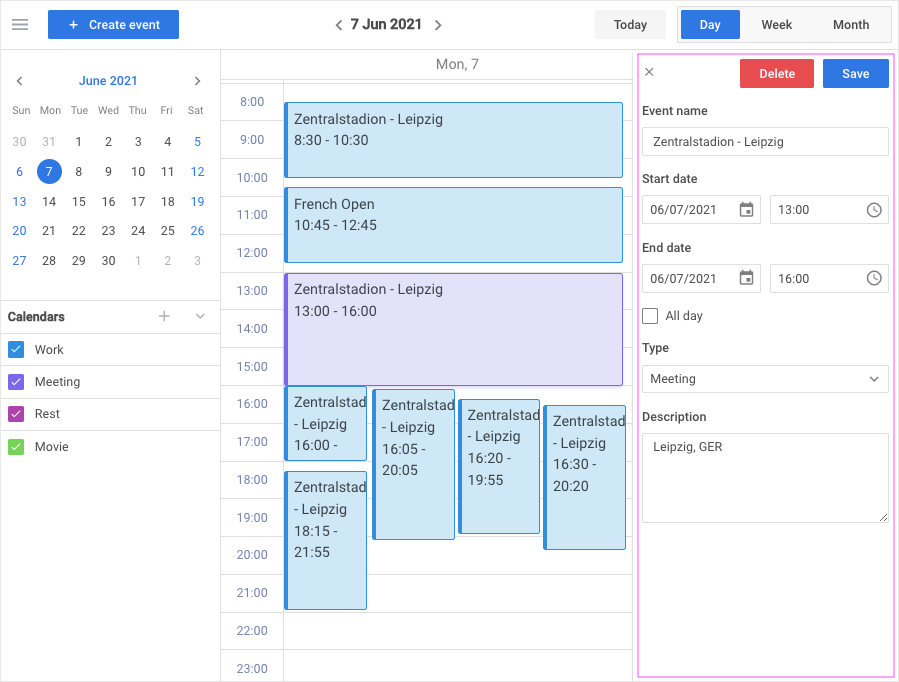 + Create event
7 Jun 2021
Today
Day
Week
Month
June 2021
Sun Mon Tue Wed Thu Fri Sat
30 31 1 2 3 4 5
6 7 8 9 10 11 12
13 14 15 16 17 18 19
20 21 22 23 24 25 26
27 28 29 30 1 2 3
Calendars
Work
Meeting
Rest
Movie
Mon, 7
8:00
9:00
10:00
11:00
12:00
13:00
14:00
15:00
16:00
17:00
18:00
19:00
20:00
21:00
22:00
23:00
Zentralstadion - Leipzig
8:30 - 10:30
French Open
10:45 - 12:45
Zentralstadion - Leipzig
13:00 - 16:00
Zentralstad
- Leipzig
16:00 -
Zentralstad
- Leipzig
16:05 -
20:05
Zentralstad
- Leipzig
16:20 -
19:55
Zentralstad
- Leipzig
16:30 -
20:20
Zentralstad
- Leipzig
18:15 -
21:55
Delete
Save
Event name
Zentralstadion - Leipzig
Start date
06/07/2021 13:00
End date
06/07/2021 16:00
All day
Type
Meeting
Description
Leipzig, GER